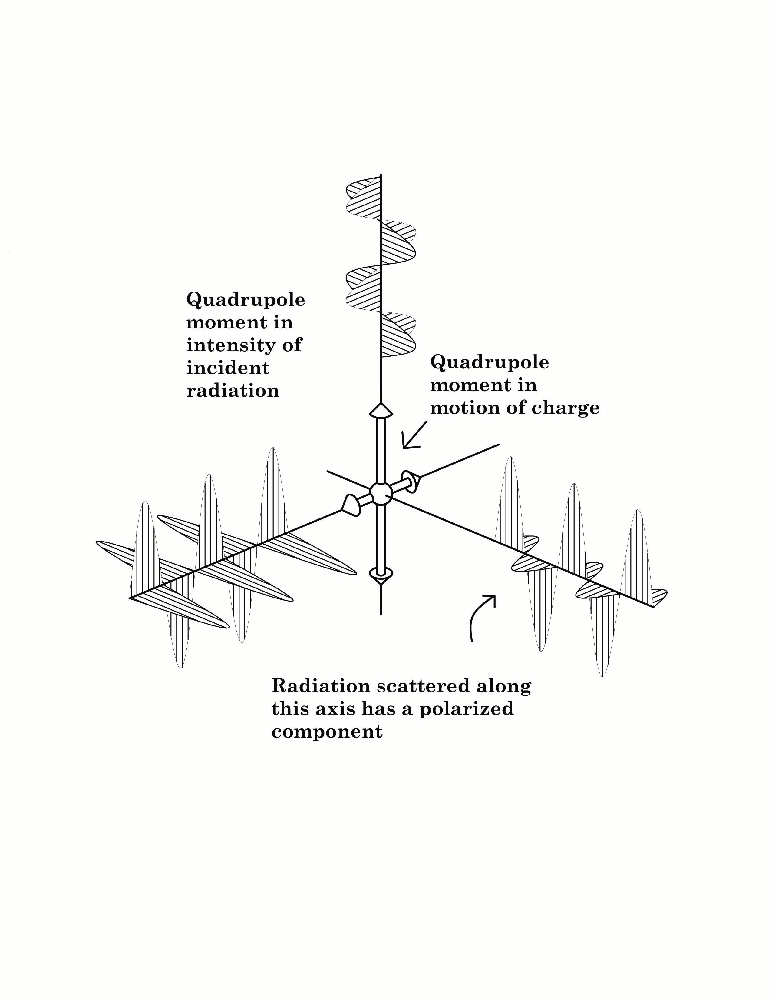 Quadrupole
moment in
intensity of
incident
radiation
Quadrupole
moment in
motion of charge
Radiation scattered along
this axis has a polarized
component